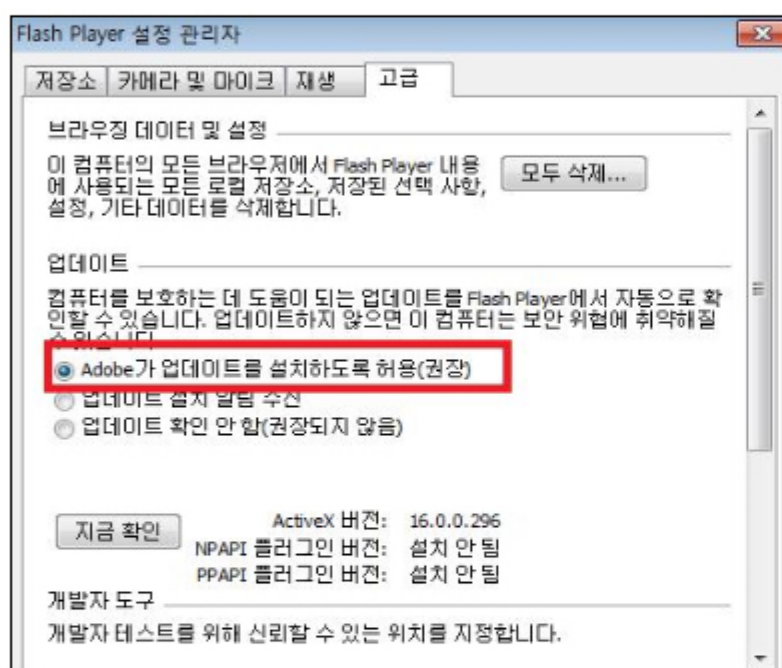 Flash Player 설정 관리자
저장소 카메라 및 마이크 재생 고급
브라우징 데이터 및 설정
이 컴퓨터의 모든 브라우저에서 Flash Player 내용
에 사용되는 모든 로컬 저장소, 저장된 선택 사항,
설정, 기타 데이터를 삭제합니다.
모두 삭제...
업데이트
컴퓨터를 보호하는 데 도움이 되는 업데이트를 Flash Player에서 자동으로 확
인할 수 있습니다. 업데이트하지 않으면 이 컴퓨터는 보안 위협에 취약해질
수 있습니다.
Adobe가 업데이트를 설치하도록 허용(권장)
업데이트 설치 알림 수신
업데이트 확인 안 함(권장되지 않음)
지금 확인
ActiveX 버전: 16.0.0.296
NPAPI 플러그인 버전: 설치 안 됨
PPAPI 플러그인 버전: 설치 안 됨
개발자 도구
개발자 테스트를 위해 신뢰할 수 있는 위치를 지정합니다.